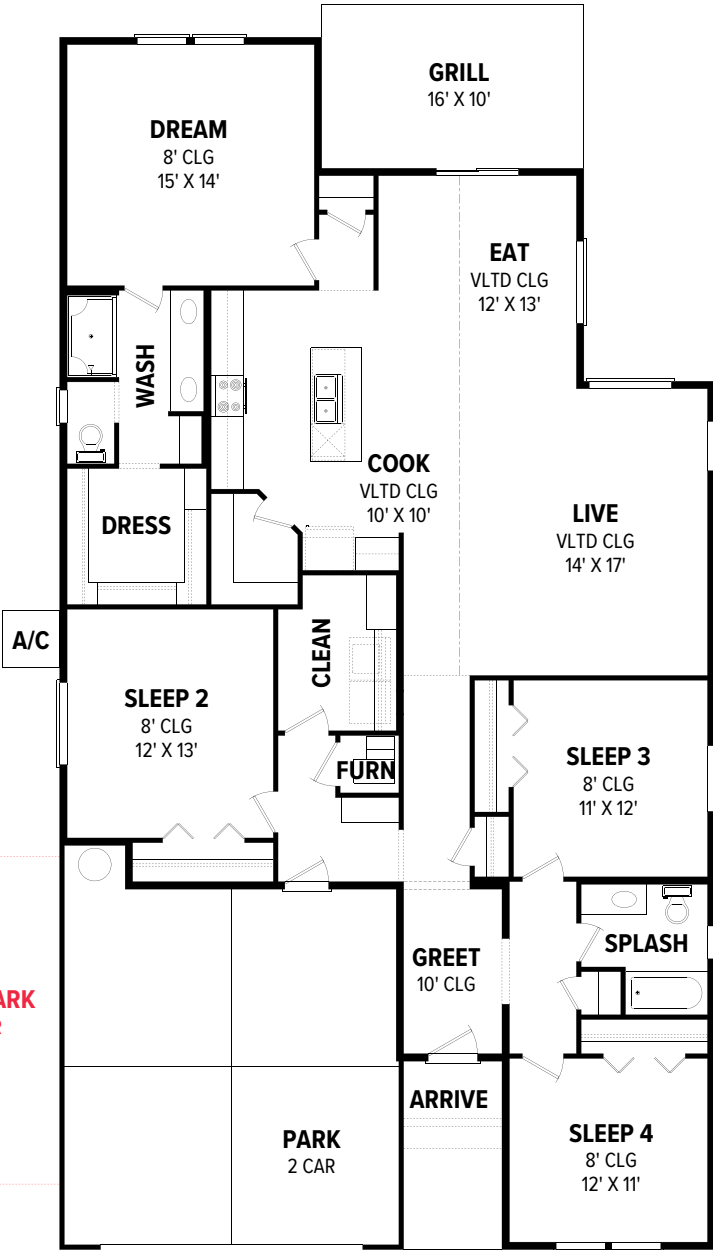 GRILL
16' X 10'
DREAM
8' CLG
15' X 14'
EAT
VLTD CLG
12' X 13'
WASH
COOK
VLTD CLG
10' X 10'
DRESS
LIVE
VLTD CLG
14' X 17'
A/C
CLEAN
SLEEP 2
8' CLG
12' X 13'
FURN
SLEEP 3
8' CLG
11' X 12'
SPLASH
GREET
10' CLG
ARK
ARRIVE
PARK
2 CAR
SLEEP 4
8' CLG
12' X 11'